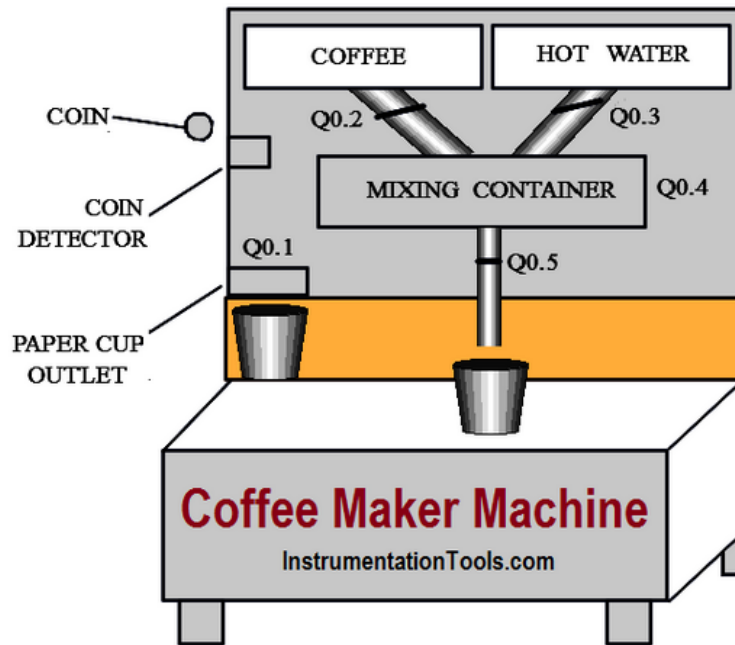 COFFEE
HOT WATER
Q0.2
Q0.3
COIN
MIXING CONTAINER
Q0.4
COIN
DETECTOR
Q0.1
Q0.5
PAPER CUP
OUTLET
Coffee Maker Machine
InstrumentationTools.com